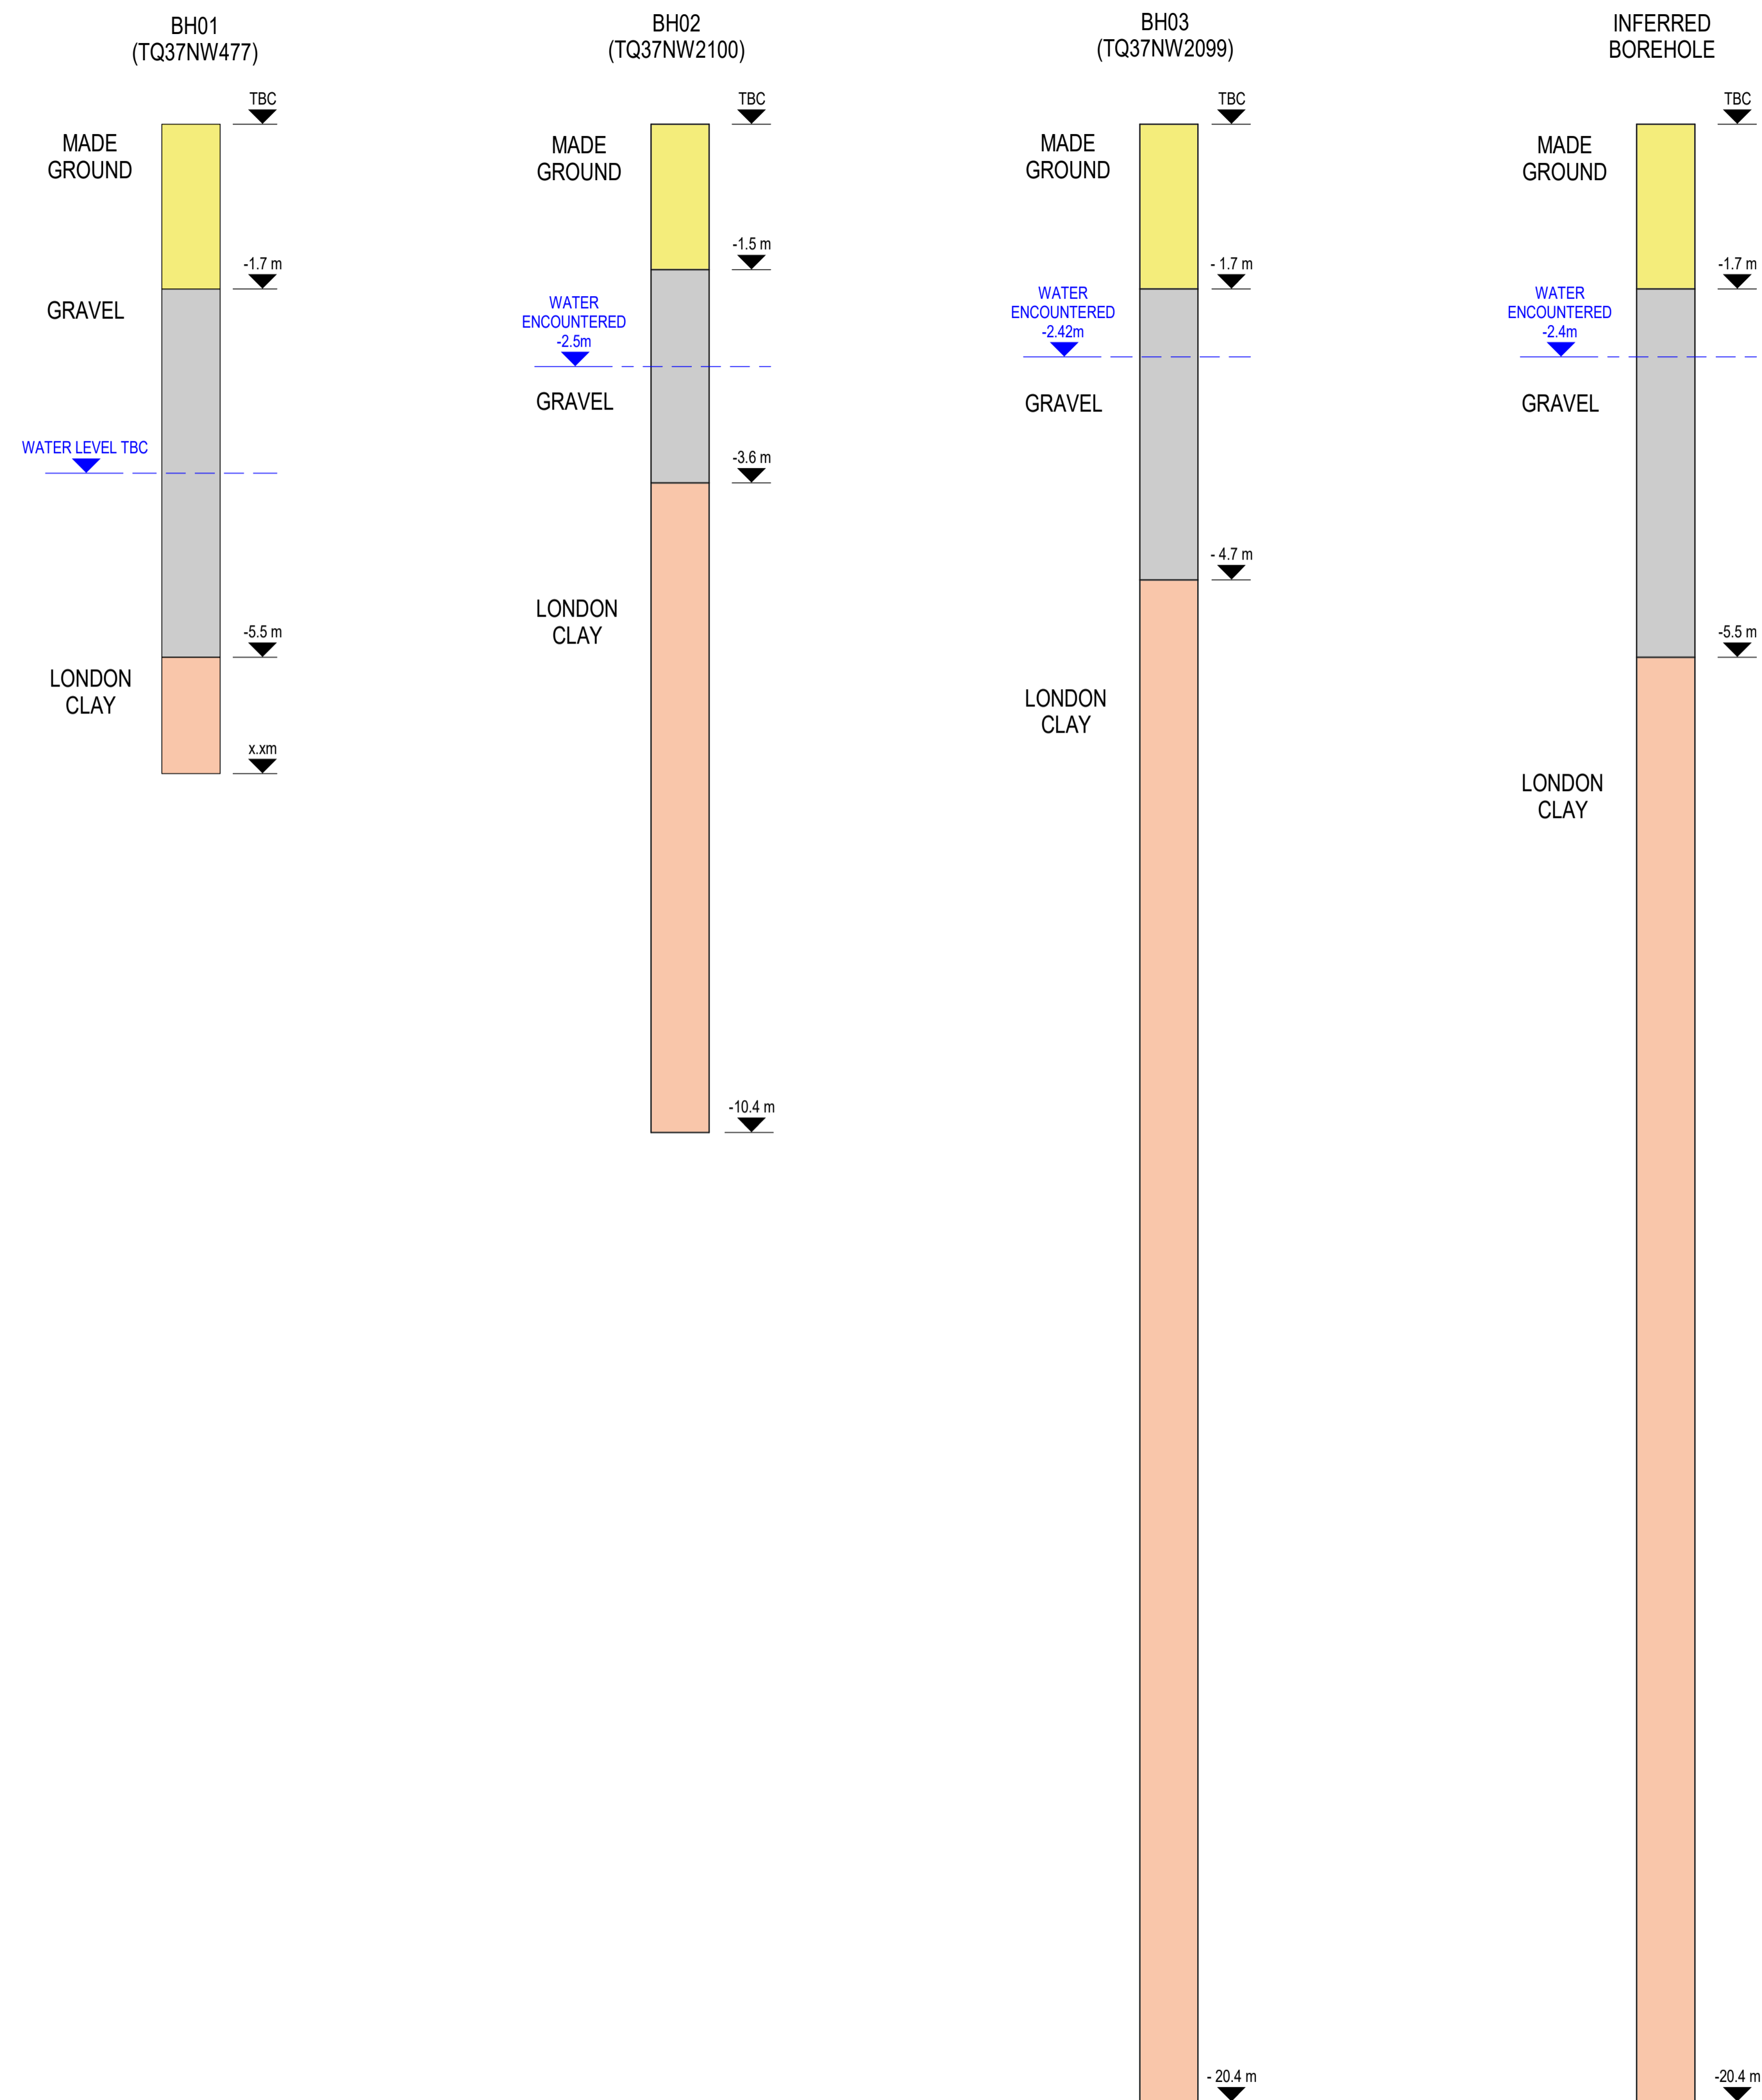 BH01
(TQ37NW477)
TBC
MADE
GROUND
-1.7 m
GRAVEL
WATER LEVEL TBC
-5.5 m
LONDON
CLAY
x.xm
BH02
(TQ37NW2100)
TBC
MADE
GROUND
-1.5 m
WATER
ENCOUNTERED
-2.5m
GRAVEL
-3.6 m
LONDON
CLAY
-10.4 m
BH03
(TQ37NW2099)
TBC
MADE
GROUND
- 1.7 m
WATER
ENCOUNTERED
-2.42m
GRAVEL
- 4.7 m
LONDON
CLAY
- 20.4 m
INFERRED
BOREHOLE
TBC
MADE
GROUND
-1.7 m
WATER
ENCOUNTERED
-2.4m
GRAVEL
-5.5 m
LONDON
CLAY
-20.4 m